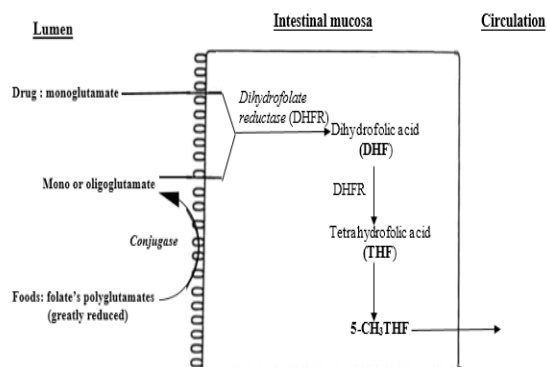 Lumen
Intestinal mucosa
Circulation
Drug : monoglutamate
Dihydrofolate
reductase (DHFR)
Dihydrofolic acid
(DHF)
Mono or oligoglutamate
DHFR
Conjugase
Tetrahydrofolic acid
(THF)
Foods: folate's polyglutamates
(greatly reduced)
5-CH₃THF